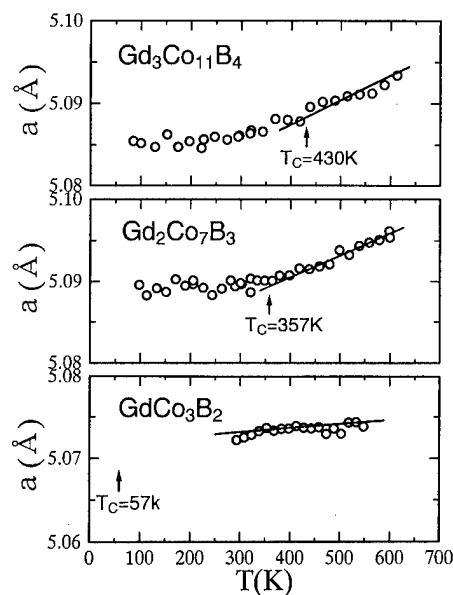 5.10
Gd3Co11B4
a (Å)
5.09
TC=430K
5.08
5.10
Gd2Co7B3
a (Å)
5.09
TC=357K
5.08
5.08
GdCo3B2
a (Å)
5.07
TC=57k
5.06
0 100 200 300 400 500 600 700
T(K)